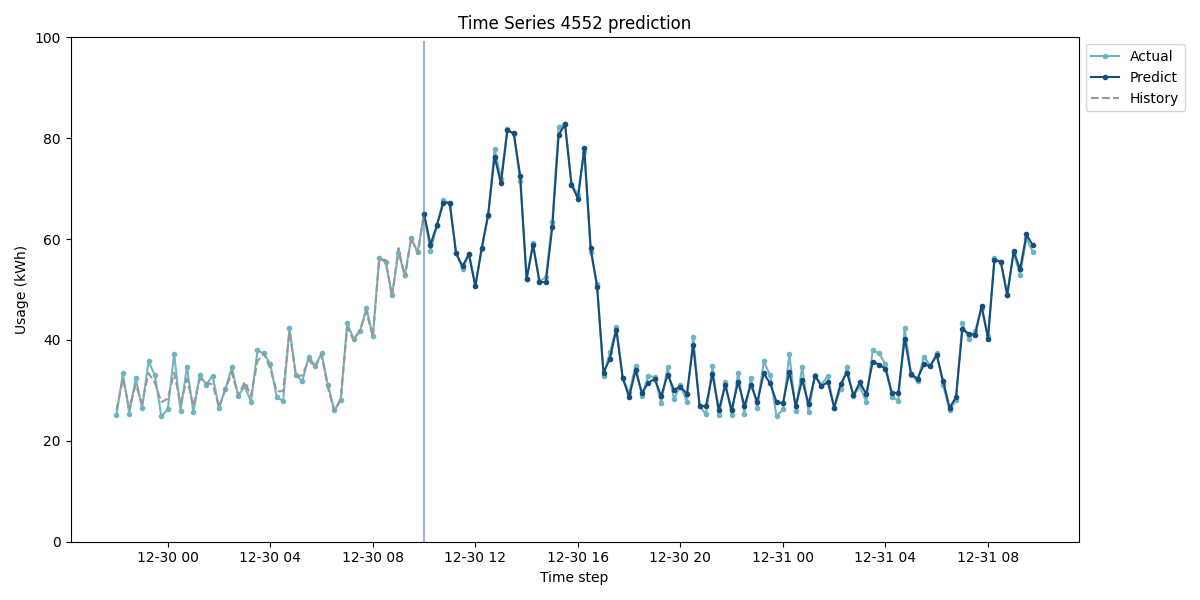 Time Series 4552 prediction
100
80
60
40
20
0
Usage (kWh)
12-30 00
12-30 04
12-30 08
12-30 12
12-30 16
12-30 20
12-31 00
12-31 04
12-31 08
Time step
Actual
Predict
History